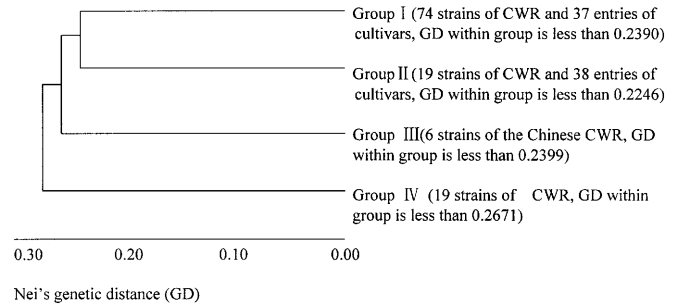 Group Ⅰ (74 strains of CWR and 37 entries of
cultivars, GD within group is less than 0.2390)
Group Ⅱ (19 strains of CWR and 38 entries of
cultivars, GD within group is less than 0.2246)
Group Ⅲ(6 strains of the Chinese CWR, GD
within group is less than 0.2399)
Group Ⅳ (19 strains of CWR, GD within
group is less than 0.2671)
0.30 0.20 0.10 0.00
Nei's genetic distance (GD)